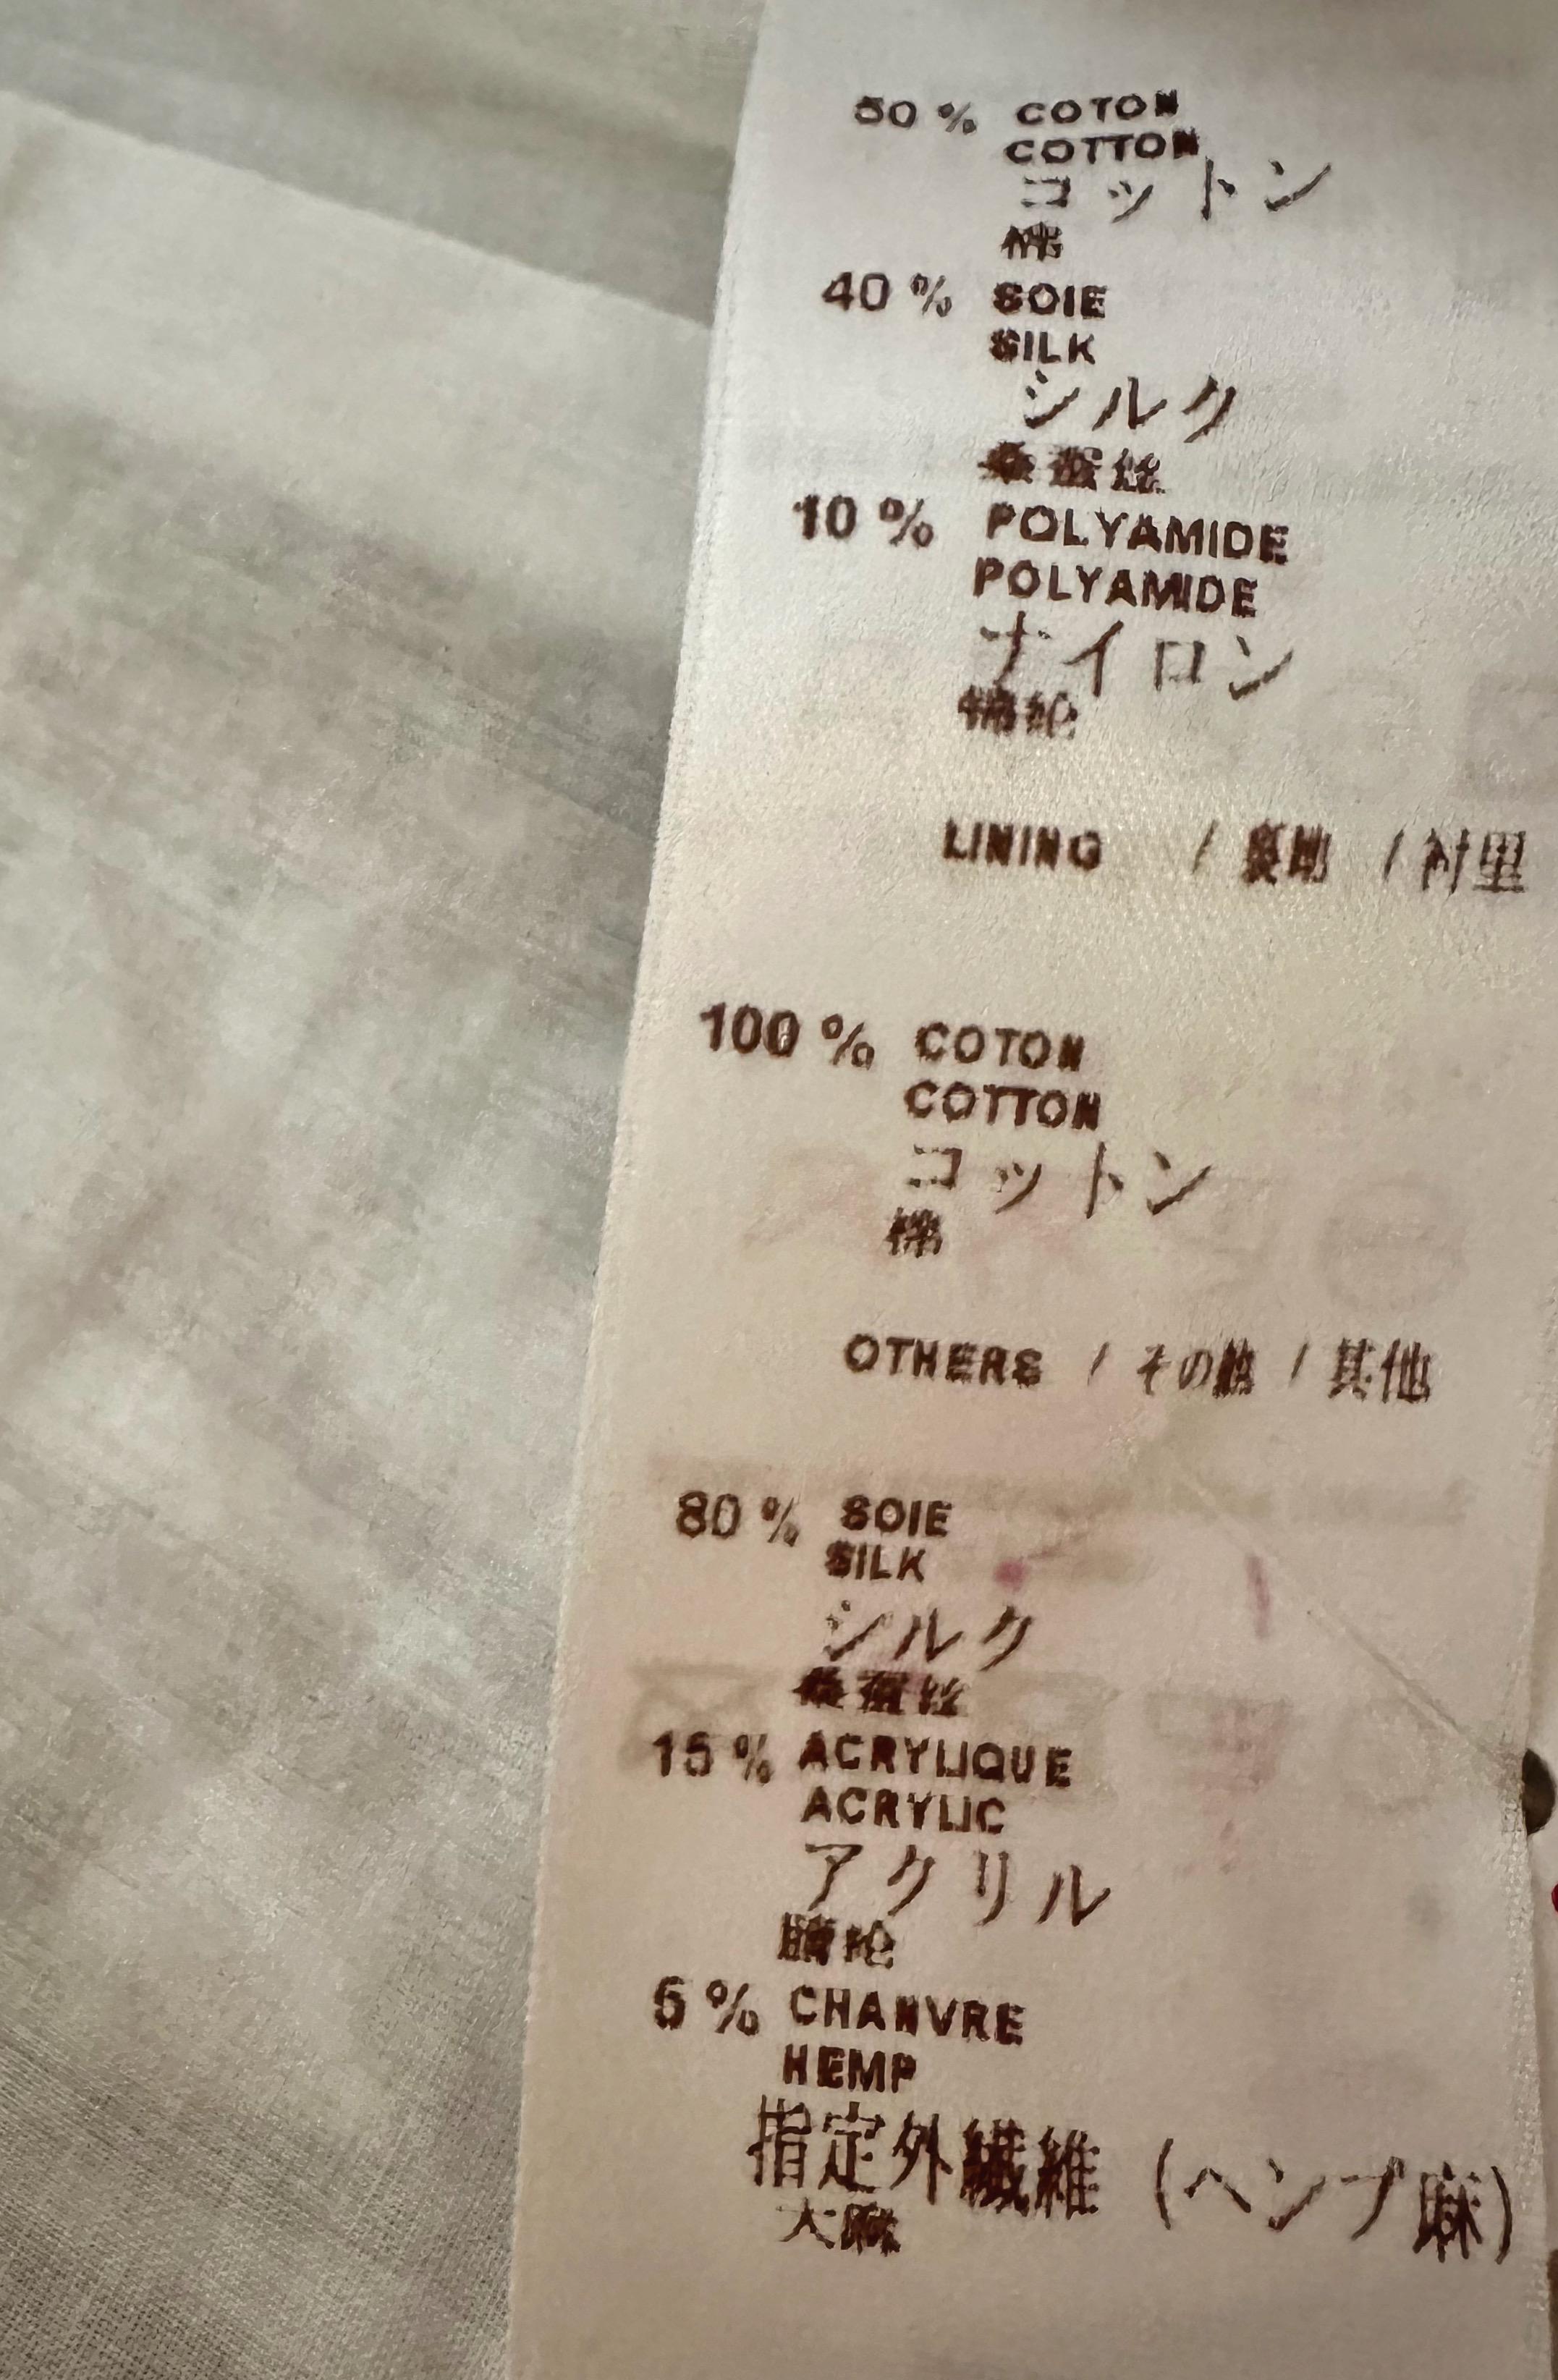 50 % COTON
COTTON
コットン
棉
40 % SOIE
SILK
シルク
桑蚕丝
10 % POLYAMIDE
POLYAMIDE
ナイロン
锦纶
LINING / 裏地 / 衬里
100 % COTON
COTTON
コットン
棉
OTHERS / その他 / 其他
80 % SOIE
SILK
シルク
桑蚕丝
15 % ACRYLIQUE
ACRYLIC
アクリル
腈纶
5 % CHANVRE
HEMP
指定外繊維 (ヘンプ麻)
大麻